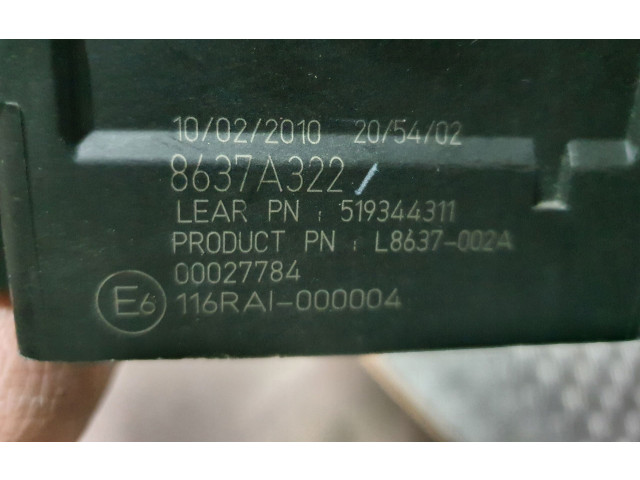 10/02/2010 20/54/02
8637A322
LEAR PN : 519344311
PRODUCT PN : L8637-002A
00027784
E6 116RAI-000004